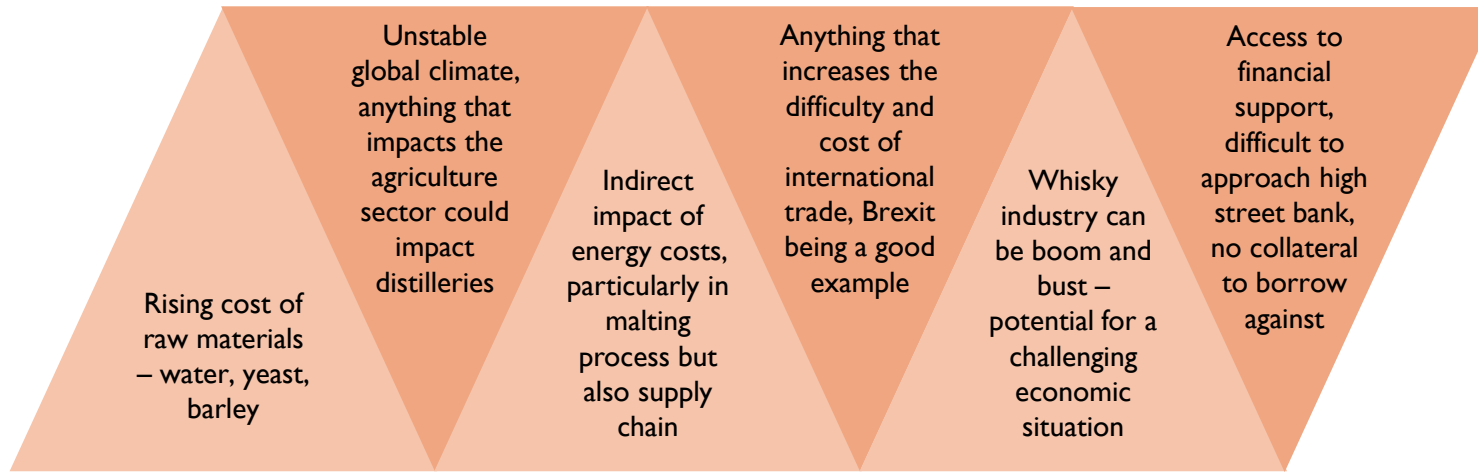 Rising cost of
raw materials
– water, yeast,
barley
Unstable
global climate,
anything that
impacts the
agriculture
sector could
impact
distilleries
Indirect
impact of
energy costs,
particularly in
malting
process but
also supply
chain
Anything that
increases the
difficulty and
cost of
international
trade, Brexit
being a good
example
Whisky
industry can
be boom and
bust –
potential for a
challenging
economic
situation
Access to
financial
support,
difficult to
approach high
street bank,
no collateral
to borrow
against